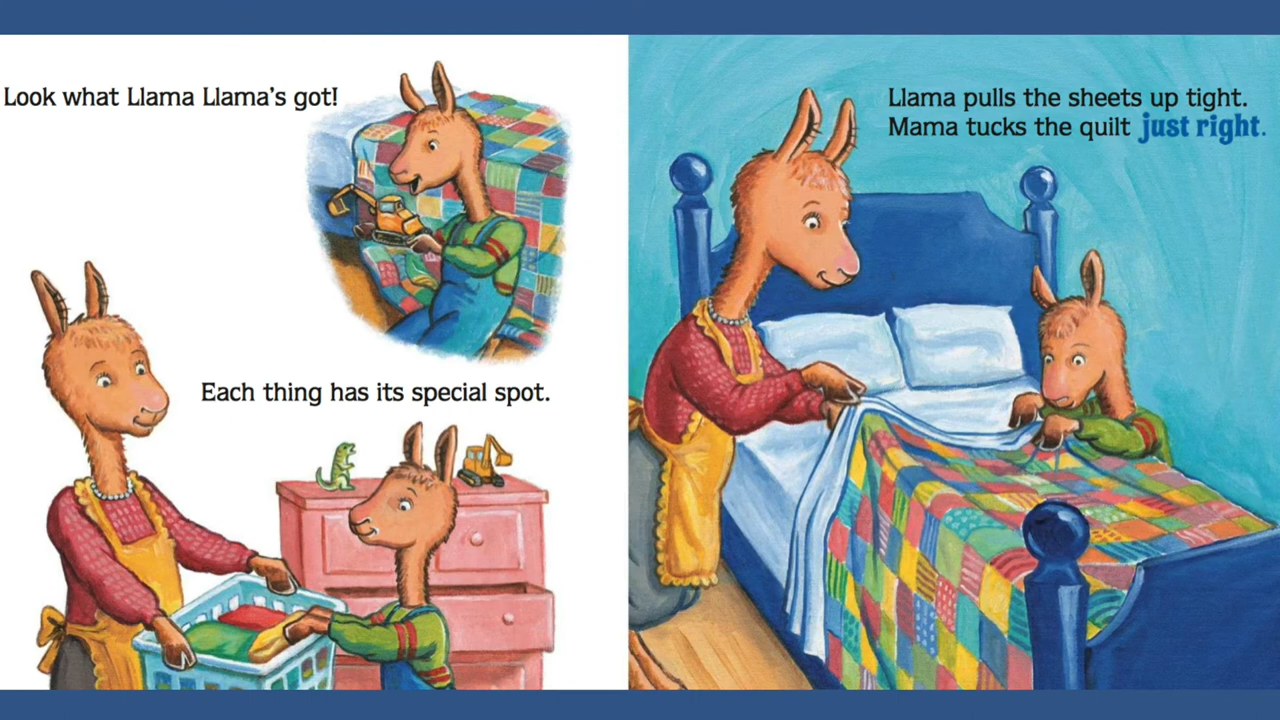 Look what Llama Llama's got!
Each thing has its special spot.
Llama pulls the sheets up tight.
Mama tucks the quilt just right.